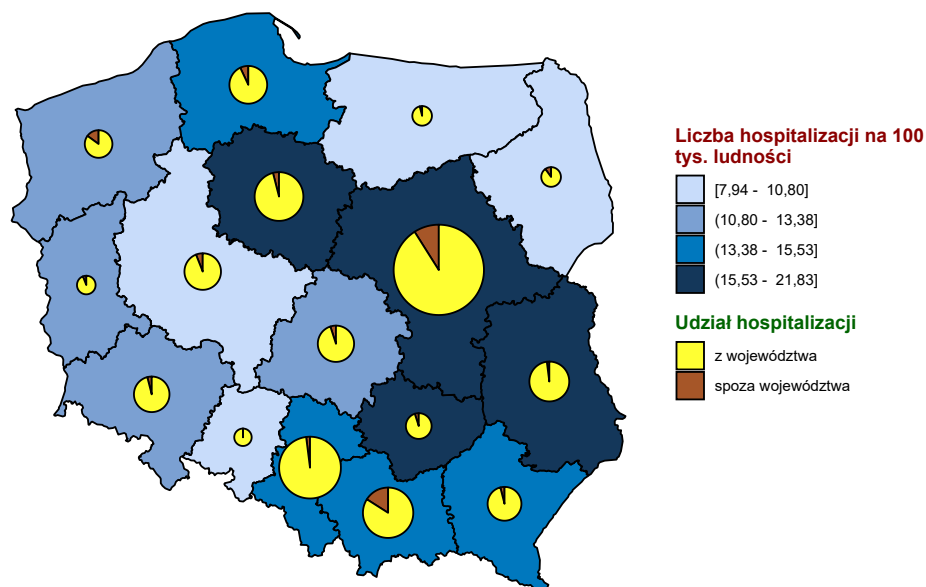 Liczba hospitalizacji na 100
tys. ludności
[7,94 - 10,80]
(10,80 - 13,38]
(13,38 - 15,53]
(15,53 - 21,83]
Udział hospitalizacji
z województwa
spoza województwa